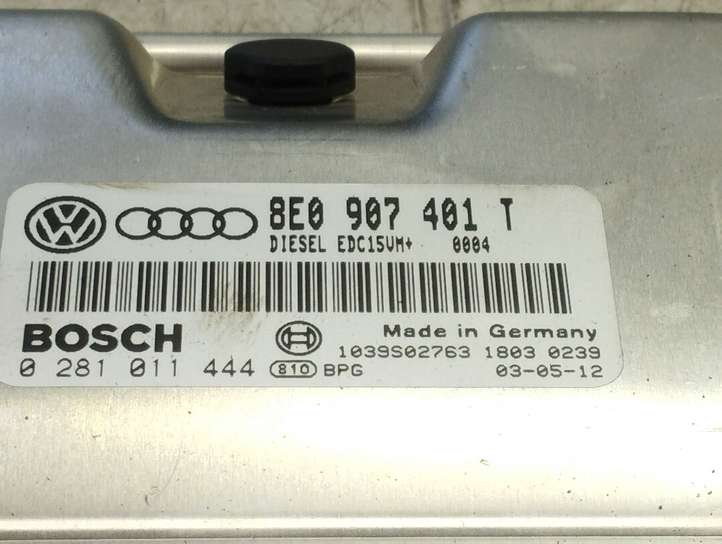 8E0 907 401 T
DIESEL EDC15VM+ 0004
BOSCH
Made in Germany
0 281 011 444
1039S02763 1803 0239
810 BPG 03-05-12